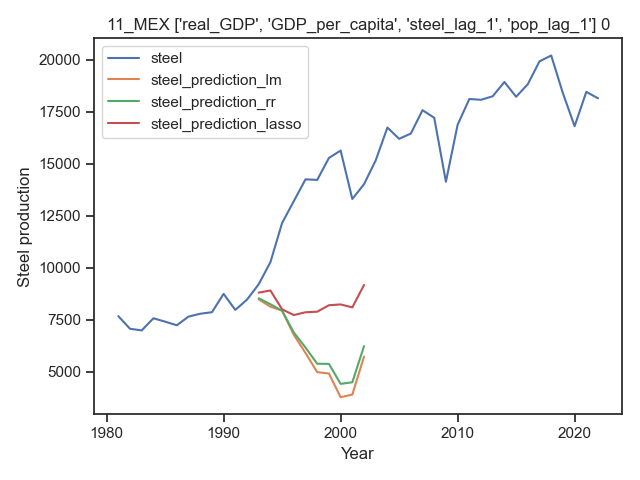 11_MEX ['real_GDP', 'GDP_per_capita', 'steel_lag_1', 'pop_lag_1'] 0
steel
steel_prediction_lm
steel_prediction_rr
steel_prediction_lasso
20000
17500
15000
12500
10000
7500
5000
Steel production
1980
1990
2000
2010
2020
Year